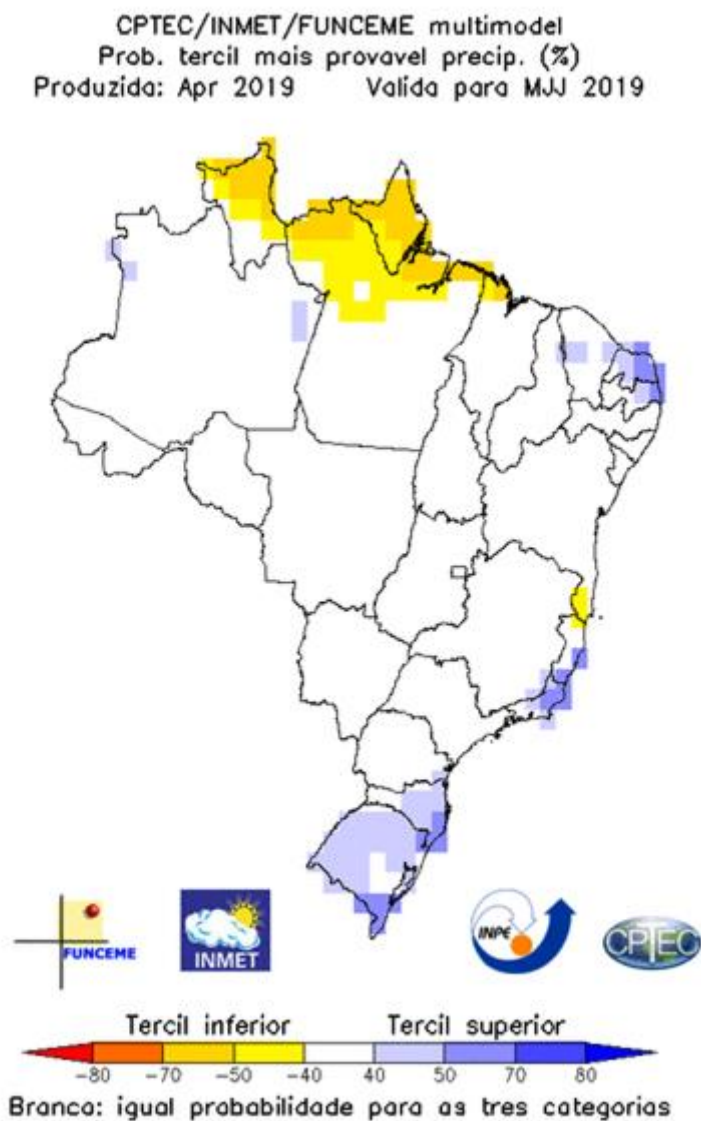 CPTEC/INMET/FUNCEME multimodel
Prob. tercil mais provavel precip. (%)
Produzida: Apr 2019 Valida para MJJ 2019
FUNCEME
INMET
INPE
CPTEC
Tercil inferior Tercil superior
-80 -70 -50 -40 40 50 70 80
Branca: igual probabilidade para as tres categorias